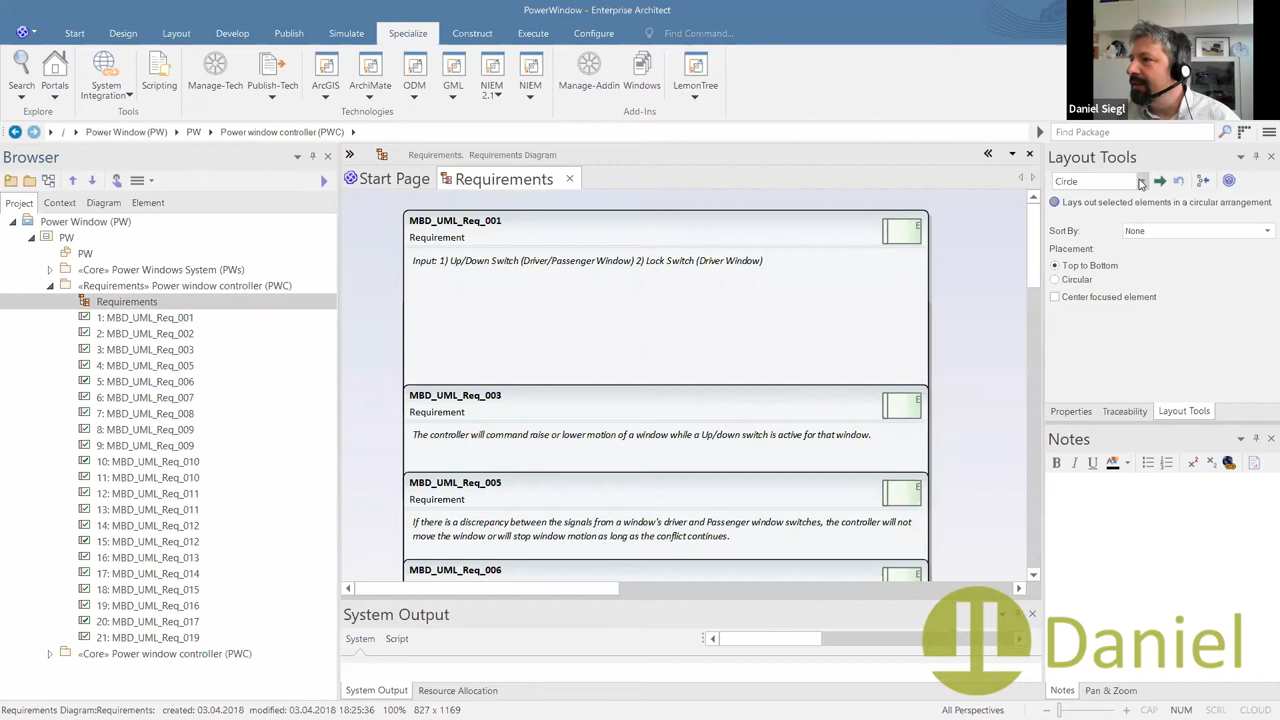 PowerWindow - Enterprise Architect
Start Design Layout Develop Publish Simulate Specialize Construct Execute Configure Find Command...
Search Portals System Integration Scripting Manage-Tech Publish-Tech ArcGIS ArchiMate ODM GML NIEM 2.1 NIEM Manage-Addin Windows LemonTree
Explore Tools Technologies Add-Ins
Daniel Siegl
/ Power Window (PW) PW Power window controller (PWC) Find Package
Browser
Project Context Diagram Element
Power Window (PW)
PW
PW
«Core» Power Windows System (PWs)
«Requirements» Power window controller (PWC)
Requirements
1: MBD_UML_Req_001
2: MBD_UML_Req_002
3: MBD_UML_Req_003
4: MBD_UML_Req_005
5: MBD_UML_Req_006
6: MBD_UML_Req_007
7: MBD_UML_Req_008
8: MBD_UML_Req_009
9: MBD_UML_Req_009
10: MBD_UML_Req_010
11: MBD_UML_Req_010
12: MBD_UML_Req_011
13: MBD_UML_Req_011
14: MBD_UML_Req_012
15: MBD_UML_Req_012
16: MBD_UML_Req_013
17: MBD_UML_Req_014
18: MBD_UML_Req_015
19: MBD_UML_Req_016
20: MBD_UML_Req_017
21: MBD_UML_Req_019
«Core» Power window controller (PWC)
Requirements. Requirements Diagram
Start Page Requirements
MBD_UML_Req_001
Requirement
E
Input: 1) Up/Down Switch (Driver/Passenger Window) 2) Lock Switch (Driver Window)
MBD_UML_Req_003
Requirement
E
The controller will command raise or lower motion of a window while a Up/down switch is active for that window.
MBD_UML_Req_005
Requirement
E
If there is a discrepancy between the signals from a window's driver and Passenger window switches, the controller will not
move the window or will stop window motion as long as the conflict continues.
MBD_UML_Req_006
E
System Output
System Script
System Output Resource Allocation
Layout Tools
Circle
Lays out selected elements in a circular arrangement.
Sort By: None
Placement:
Top to Bottom
Circular
Center focused element
Properties Traceability Layout Tools
Notes
B I U A
Daniel
Notes Pan & Zoom
Requirements Diagram:Requirements: created: 03.04.2018 modified: 03.04.2018 18:25:36 100% 827 x 1169 All Perspectives CAP NUM SCRL CLOUD